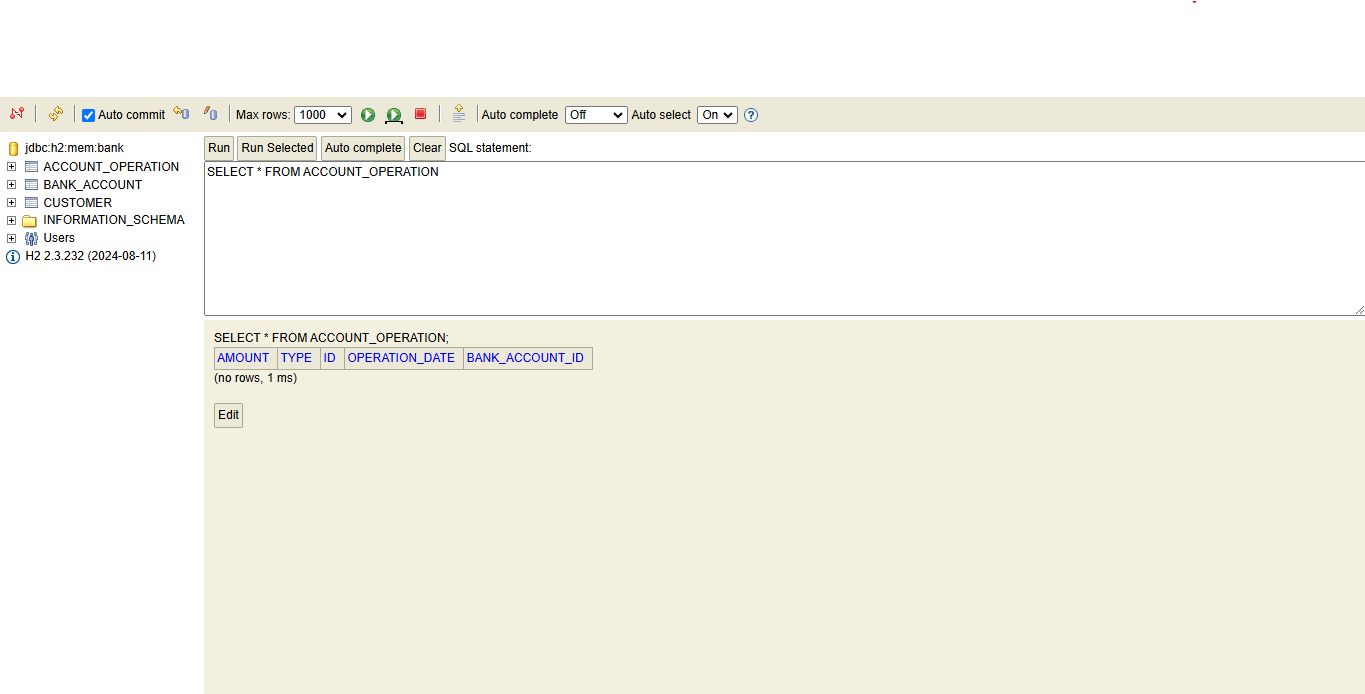 Auto commit Max rows: 1000 Auto complete Off Auto select On ?
jdbc:h2:mem:bank
ACCOUNT_OPERATION
BANK_ACCOUNT
CUSTOMER
INFORMATION_SCHEMA
Users
H2 2.3.232 (2024-08-11)
Run Run Selected Auto complete Clear SQL statement:
SELECT * FROM ACCOUNT_OPERATION
SELECT * FROM ACCOUNT_OPERATION;
AMOUNT TYPE ID OPERATION_DATE BANK_ACCOUNT_ID
(no rows, 1 ms)
Edit